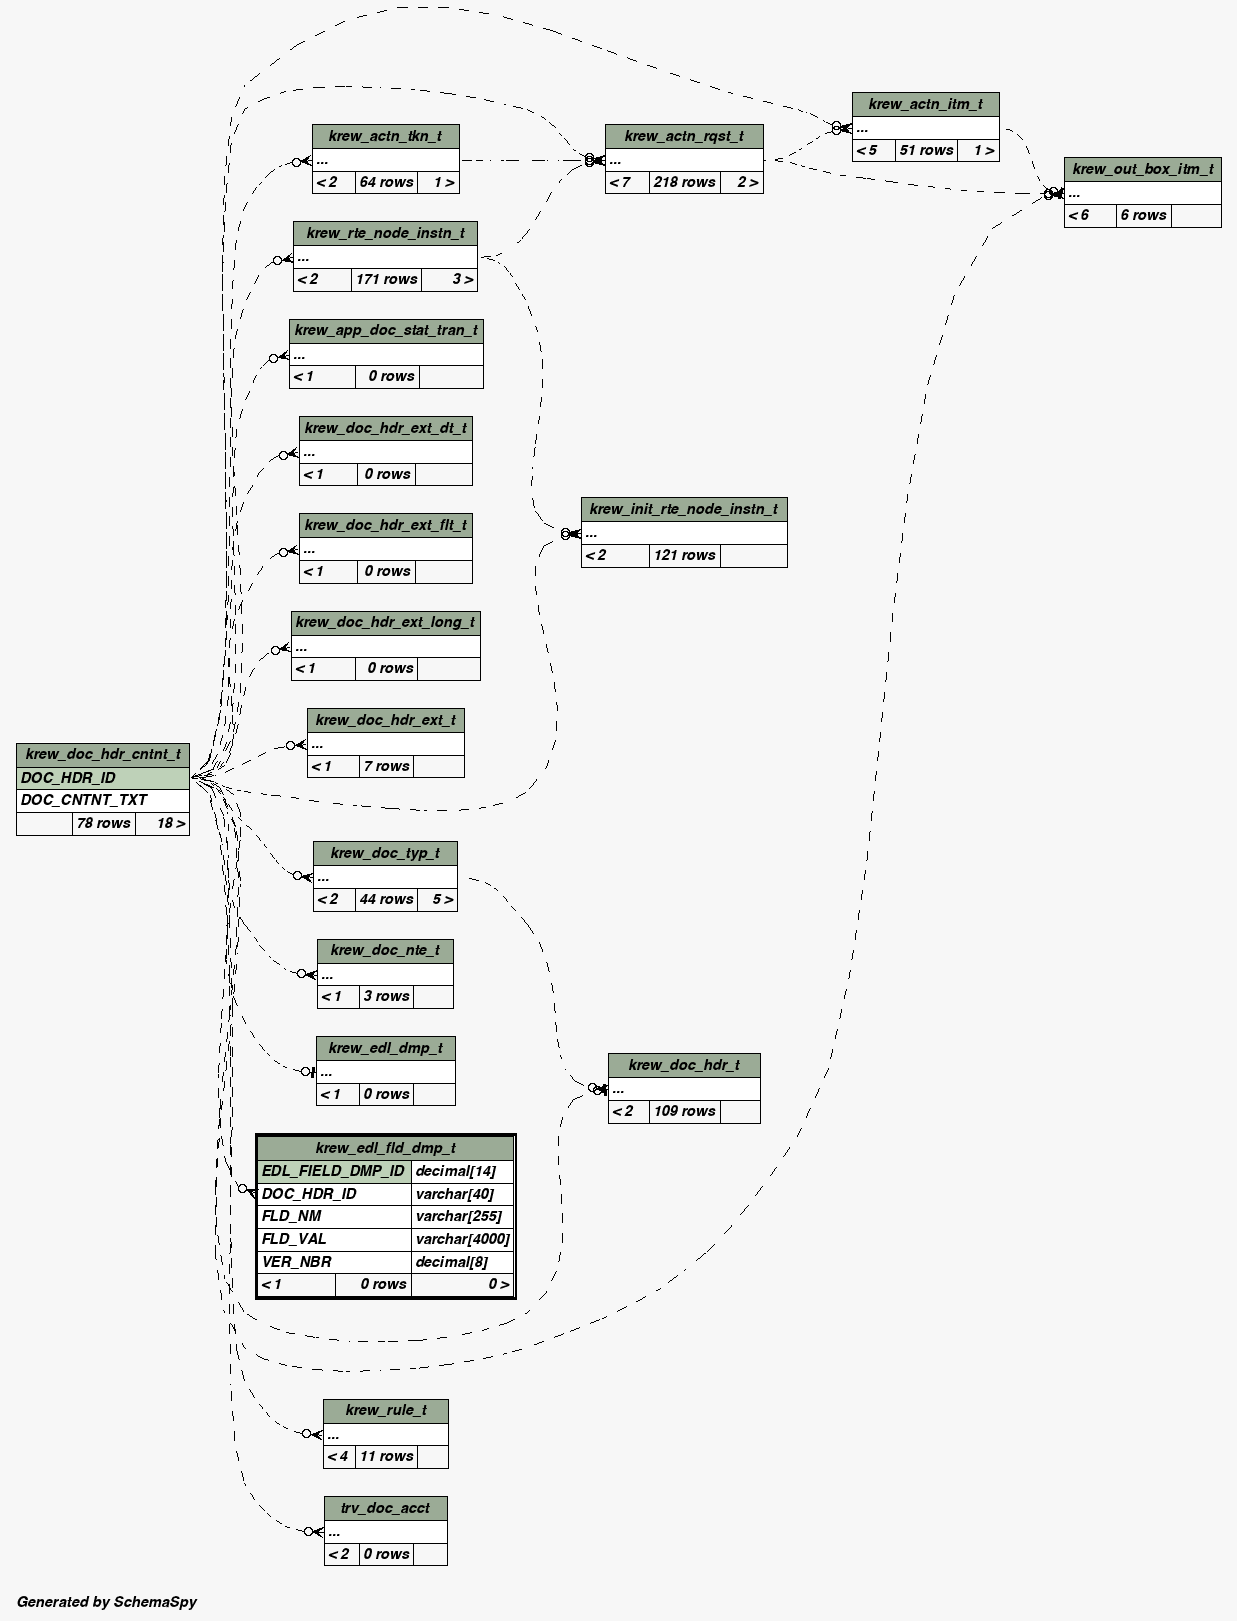 krew_actn_itm_t
...
< 5 51 rows 1 >
krew_actn_tkn_t
...
< 2 64 rows 1 >
krew_actn_rqst_t
...
< 7 218 rows 2 >
krew_out_box_itm_t
...
< 6 6 rows
krew_rte_node_instn_t
...
< 2 171 rows 3 >
krew_app_doc_stat_tran_t
...
< 1 0 rows
krew_doc_hdr_ext_dt_t
...
< 1 0 rows
krew_init_rte_node_instn_t
...
< 2 121 rows
krew_doc_hdr_ext_flt_t
...
< 1 0 rows
krew_doc_hdr_ext_long_t
...
< 1 0 rows
krew_doc_hdr_ext_t
...
< 1 7 rows
krew_doc_hdr_cntnt_t
DOC_HDR_ID
DOC_CNTNT_TXT
78 rows 18 >
krew_doc_typ_t
...
< 2 44 rows 5 >
krew_doc_nte_t
...
< 1 3 rows
krew_edl_dmp_t
...
< 1 0 rows
krew_doc_hdr_t
...
< 2 109 rows
krew_edl_fld_dmp_t
EDL_FIELD_DMP_ID decimal[14]
DOC_HDR_ID varchar[40]
FLD_NM varchar[255]
FLD_VAL varchar[4000]
VER_NBR decimal[8]
< 1 0 rows 0 >
krew_rule_t
...
< 4 11 rows
trv_doc_acct
...
< 2 0 rows
Generated by SchemaSpy